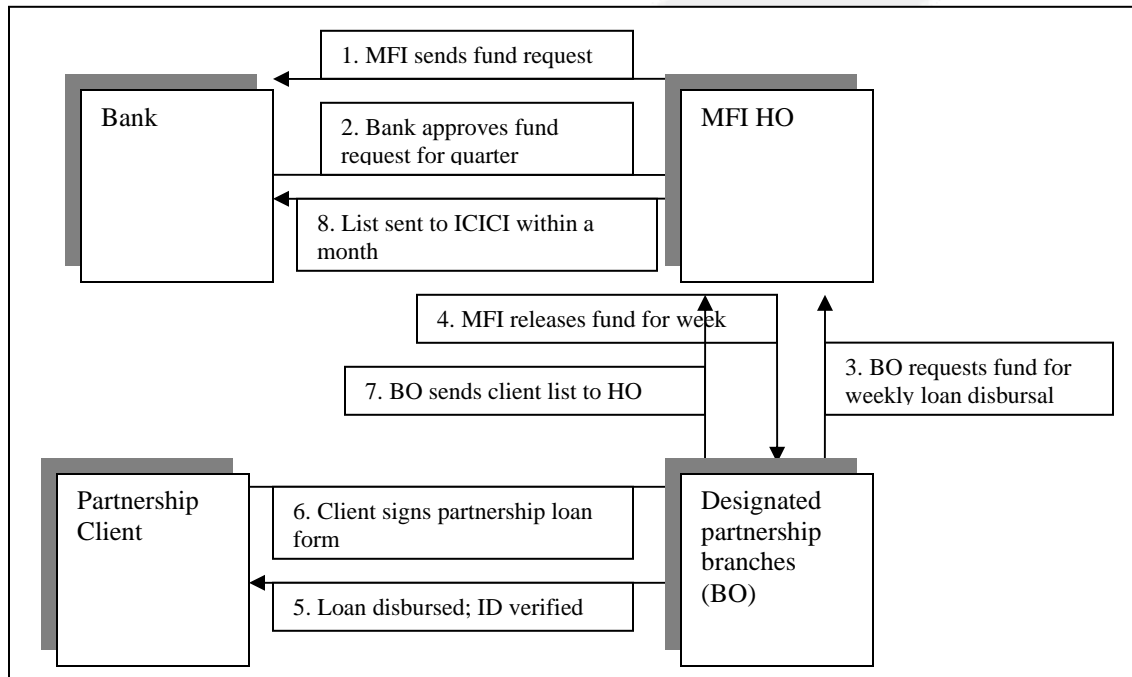 1. MFI sends fund request
Bank
MFI HO
2. Bank approves fund
request for quarter
8. List sent to ICICI within a
month
4. MFI releases fund for week
3. BO requests fund for
weekly loan disbursal
7. BO sends client list to HO
Partnership
Client
Designated
partnership
branches
(BO)
6. Client signs partnership loan
form
5. Loan disbursed; ID verified